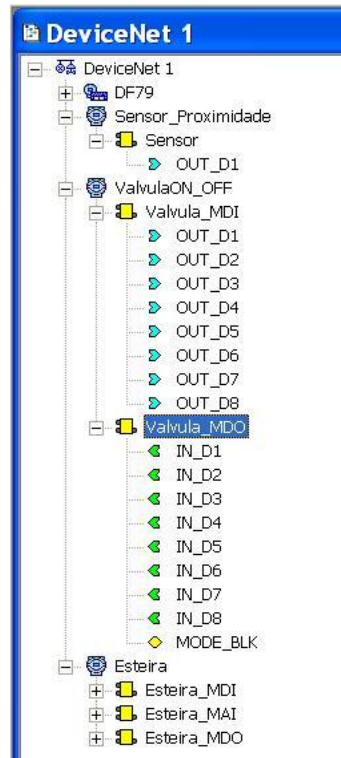 DeviceNet 1
DeviceNet 1
DF79
Sensor_Proximidade
Sensor
OUT_D1
ValvulaON_OFF
Valvula_MDI
OUT_D1
OUT_D2
OUT_D3
OUT_D4
OUT_D5
OUT_D6
OUT_D7
OUT_D8
Valvula_MDO
IN_D1
IN_D2
IN_D3
IN_D4
IN_D5
IN_D6
IN_D7
IN_D8
MODE_BLK
Esteira
Esteira_MDI
Esteira_MAI
Esteira_MDO